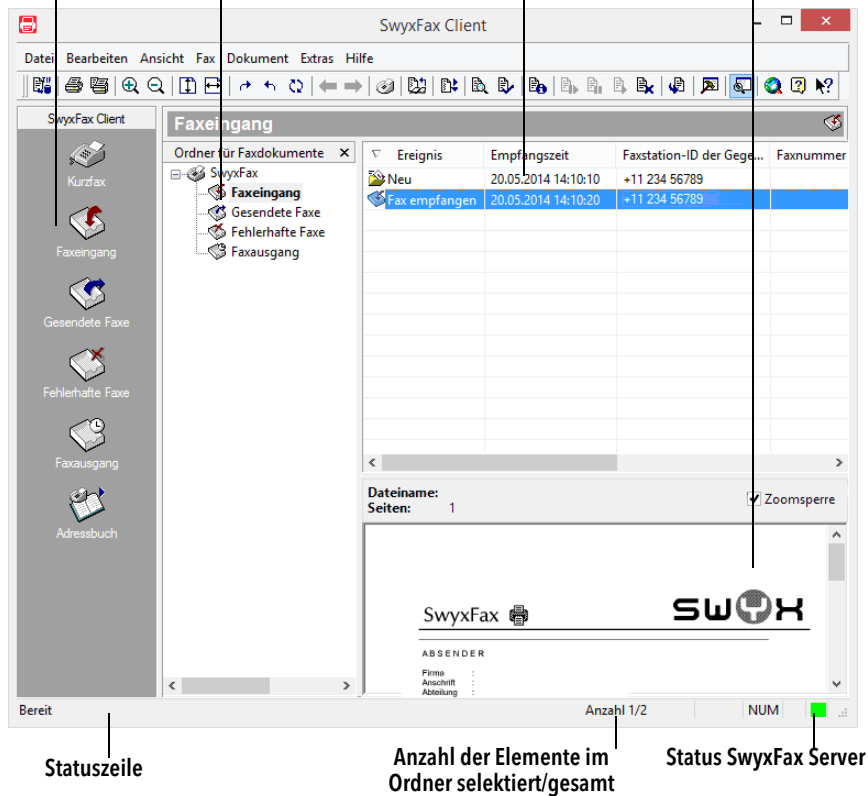 SwyxFax Client
Datei Bearbeiten Ansicht Fax Dokument Extras Hilfe
SwyxFax Client
Faxeingang
Kurzfax
Faxeingang
Gesendete Faxe
Fehlerhafte Faxe
Faxausgang
Adressbuch
Ordner für Faxdokumente
SwyxFax
Faxeingang
Gesendete Faxe
Fehlerhafte Faxe
Faxausgang
Ereignis Empfangszeit Faxstation-ID der Gege... Faxnummer
Neu 20.05.2014 14:10:10 +11 234 56789
Fax empfangen 20.05.2014 14:10:20 +11 234 56789
Dateiname:
Seiten: 1
Zoomsperre
SwyxFax
swyx
ABSENDER
Firma :
Anschrift :
Abteilung :
Bereit
Anzahl 1/2
NUM
Statuszeile
Anzahl der Elemente im
Ordner selektiert/gesamt
Status SwyxFax Server